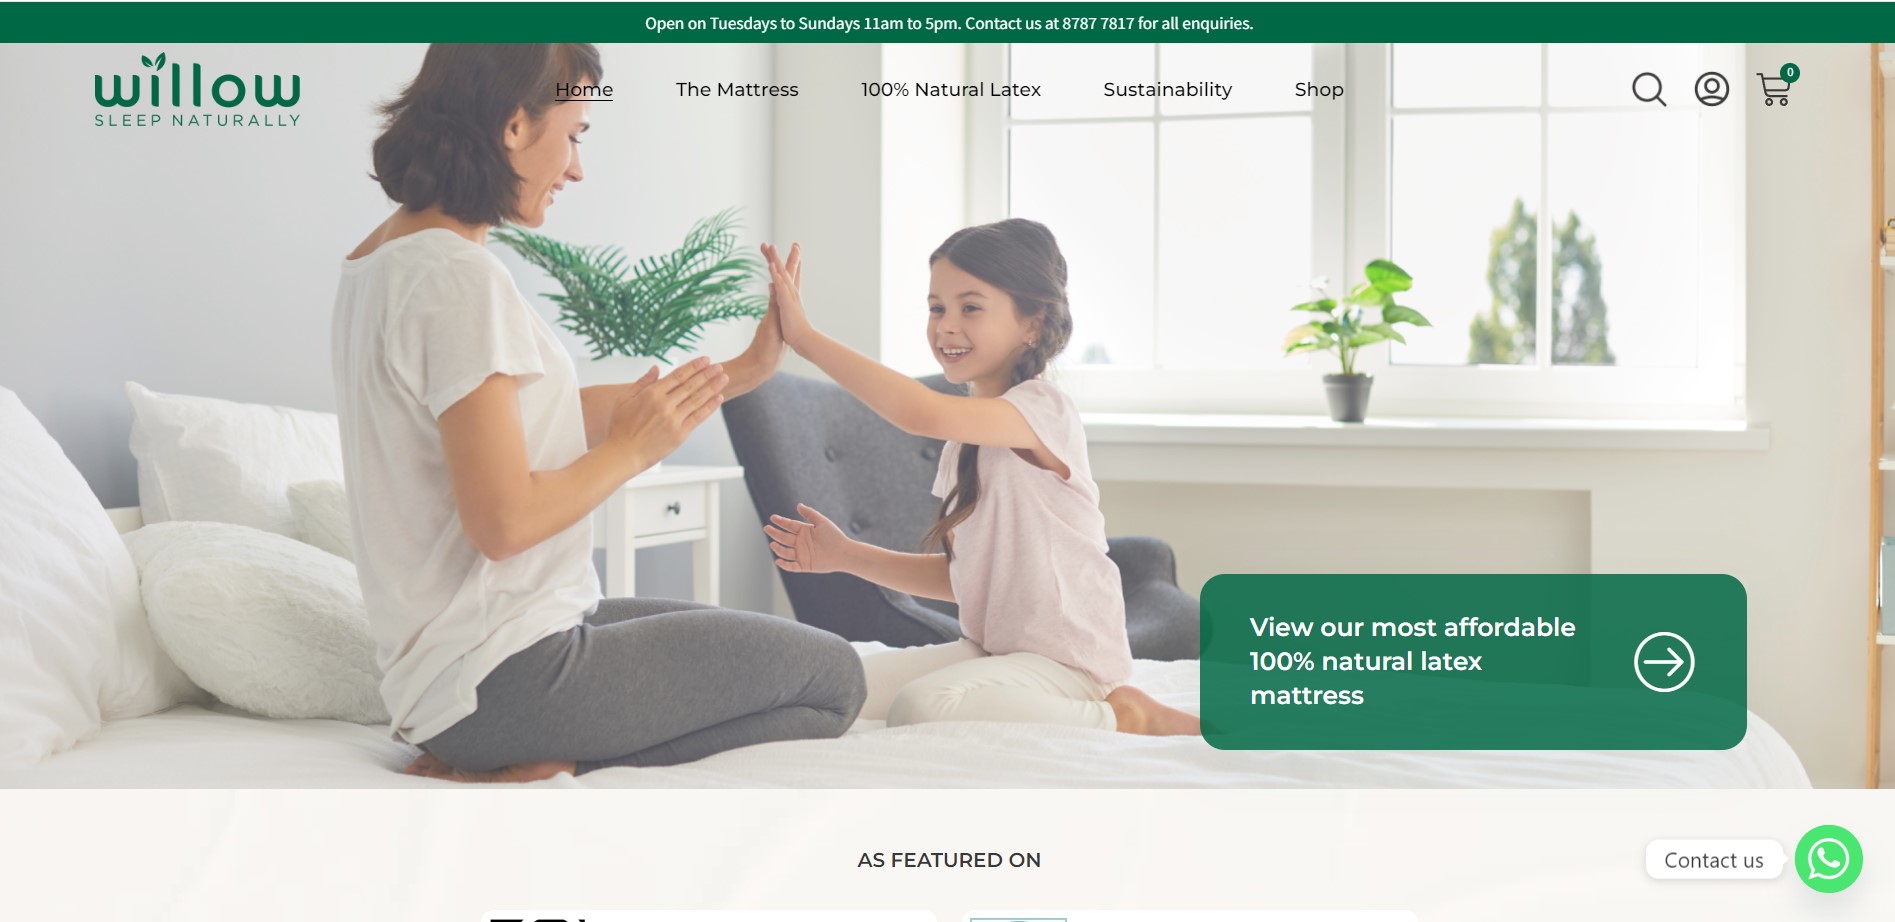 Open on Tuesdays to Sundays 11am to 5pm. Contact us at 8787 7817 for all enquiries.
willow
SLEEP NATURALLY
Home
The Mattress
100% Natural Latex
Sustainability
Shop
0
View our most affordable
100% natural latex
mattress
AS FEATURED ON
Contact us